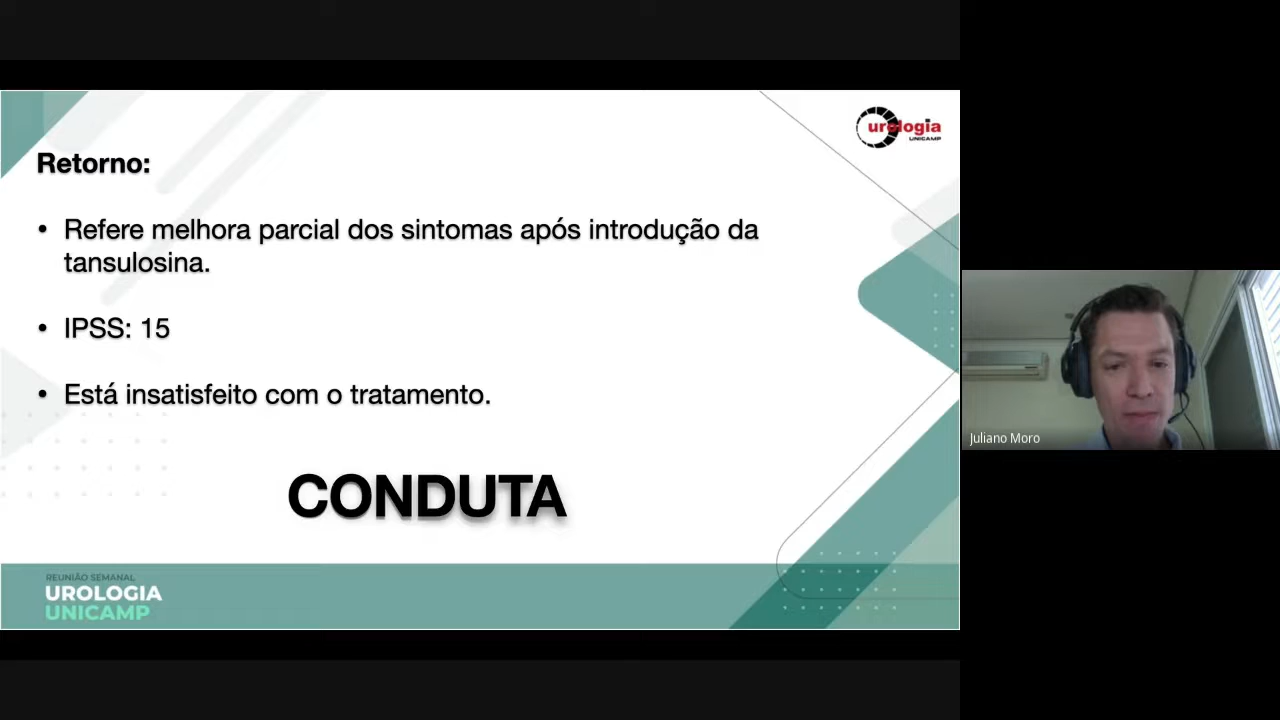 urologia
UNICAMP
Retorno:
• Refere melhora parcial dos sintomas após introdução da
tansulosina.
• IPSS: 15
• Está insatisfeito com o tratamento.
CONDUTA
REUNIÃO SEMANAL
UROLOGIA
UNICAMP
Juliano Moro